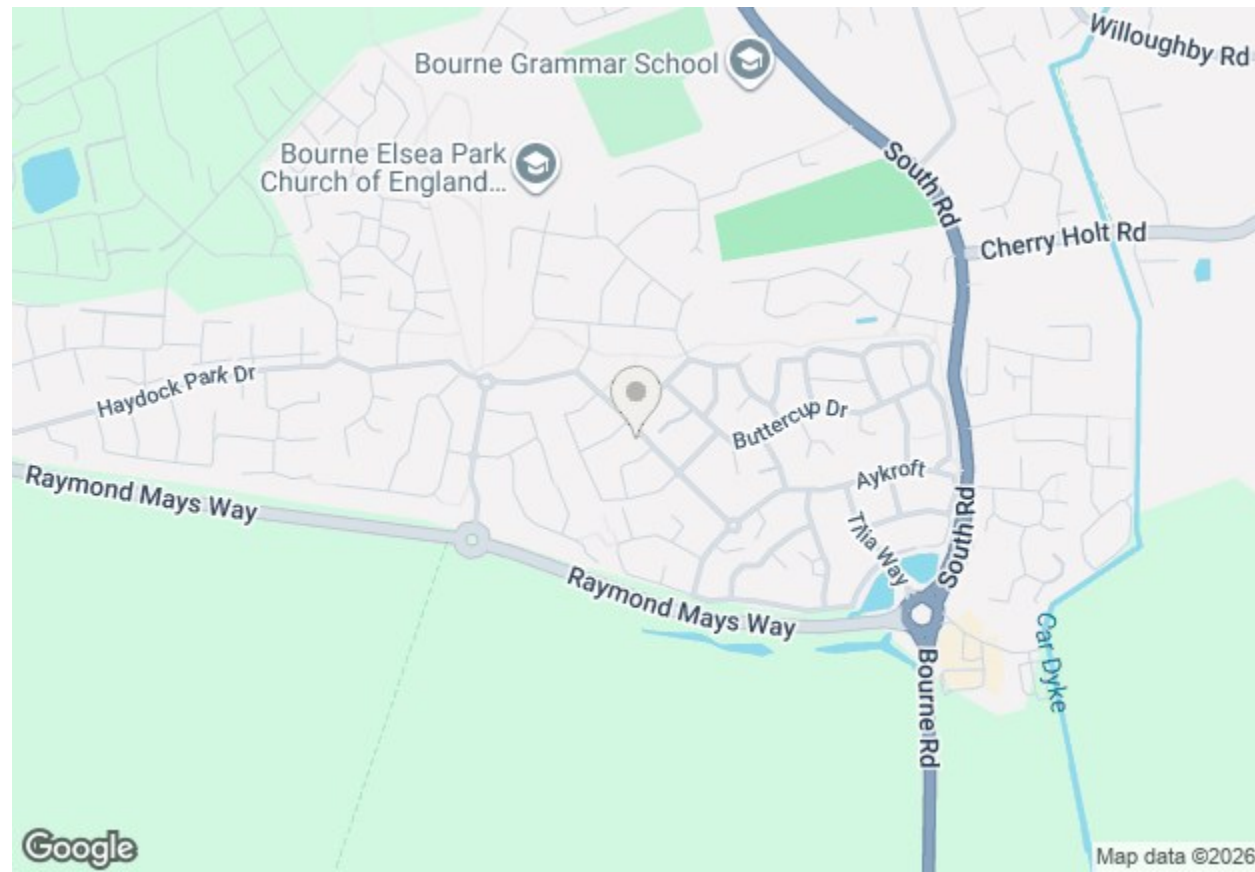 Willoughby Rd
Bourne Grammar School
Bourne Elsea Park
Church of England...
South Rd
Cherry Holt Rd
Haydock Park Dr
Buttercup Dr
Aykroft
Raymond Mays Way
Tilia Way
South Rd
Raymond Mays Way
Car Dyke
Bourne Rd
Google
Map data ©2026